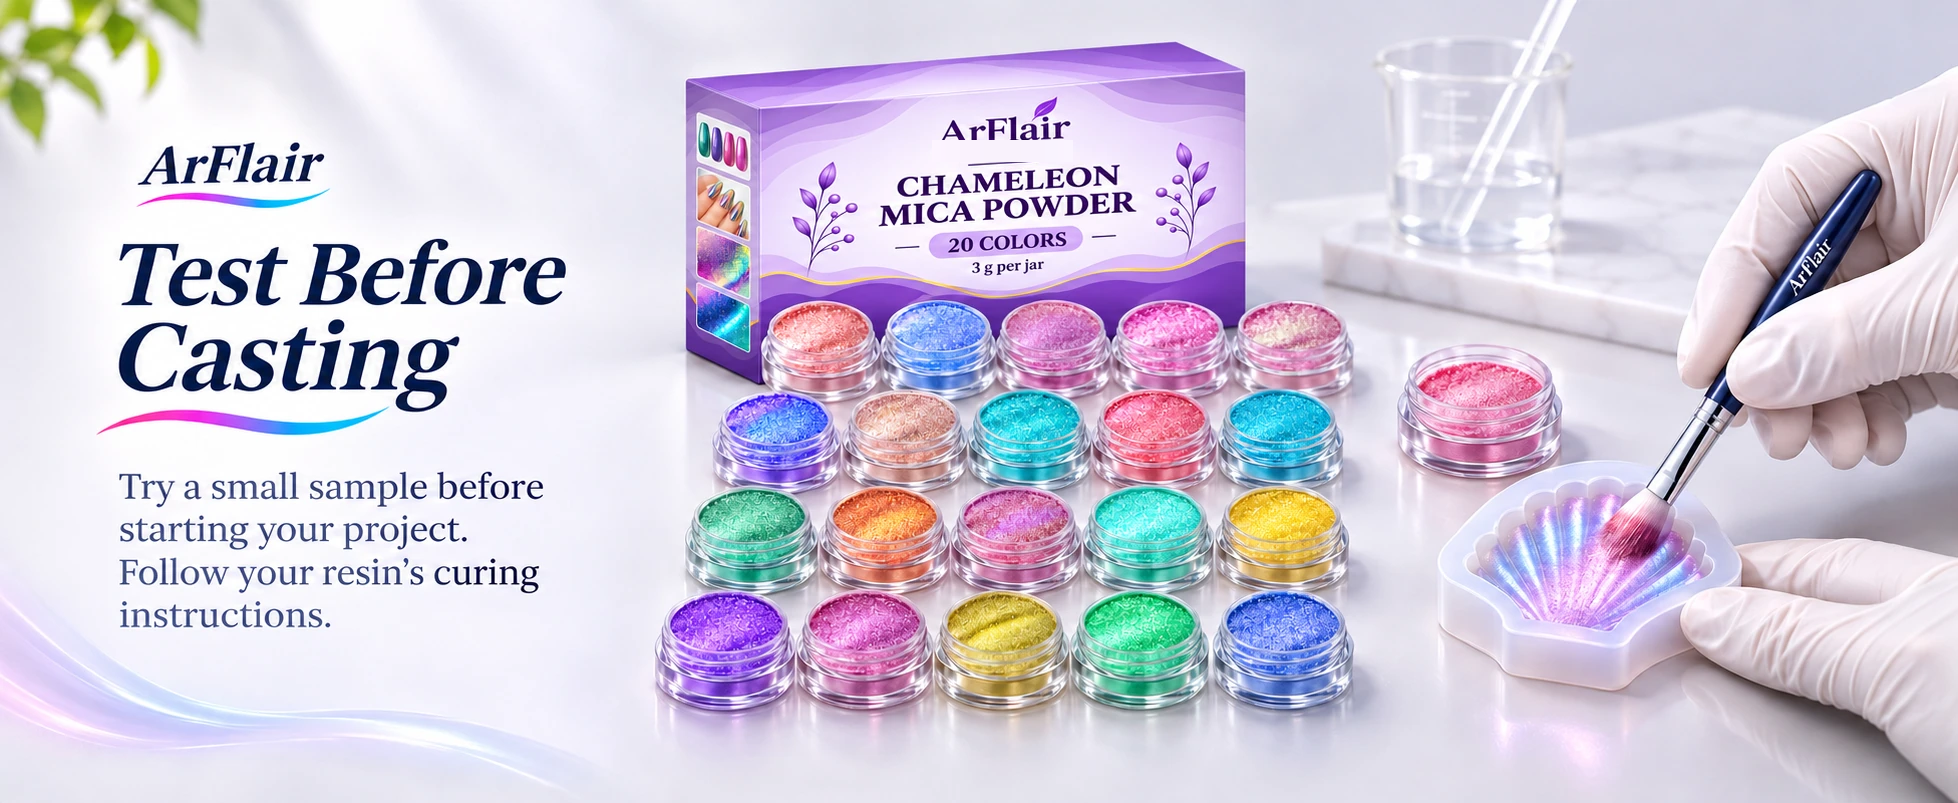 ArFlair
Test Before
Casting
Try a small sample before
starting your project.
Follow your resin’s curing
instructions.
ArFlair
CHAMELEON
MICA POWDER
20 COLORS
3 g per jar
ArFlair